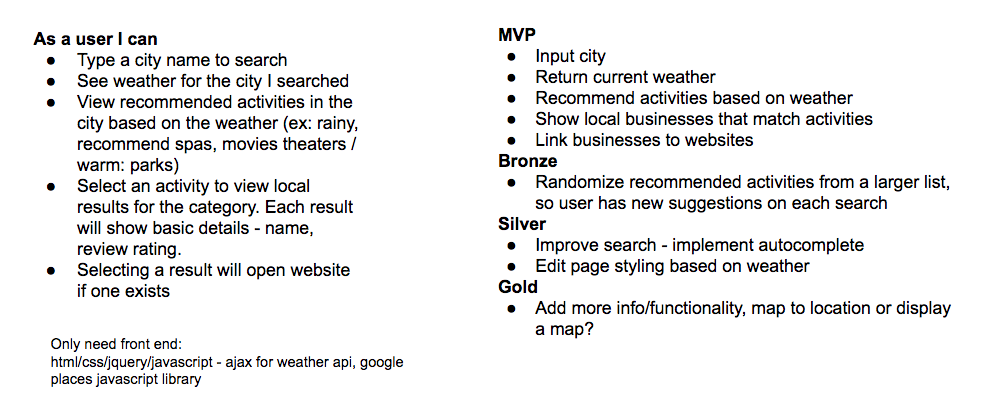 As a user I can
● Type a city name to search
● See weather for the city I searched
● View recommended activities in the
city based on the weather (ex: rainy,
recommend spas, movies theaters /
warm: parks)
● Select an activity to view local
results for the category. Each result
will show basic details - name,
review rating.
● Selecting a result will open website
if one exists
Only need front end:
html/css/jquery/javascript - ajax for weather api, google
places javascript library
MVP
● Input city
● Return current weather
● Recommend activities based on weather
● Show local businesses that match activities
● Link businesses to websites
Bronze
● Randomize recommended activities from a larger list,
so user has new suggestions on each search
Silver
● Improve search - implement autocomplete
● Edit page styling based on weather
Gold
● Add more info/functionality, map to location or display
a map?